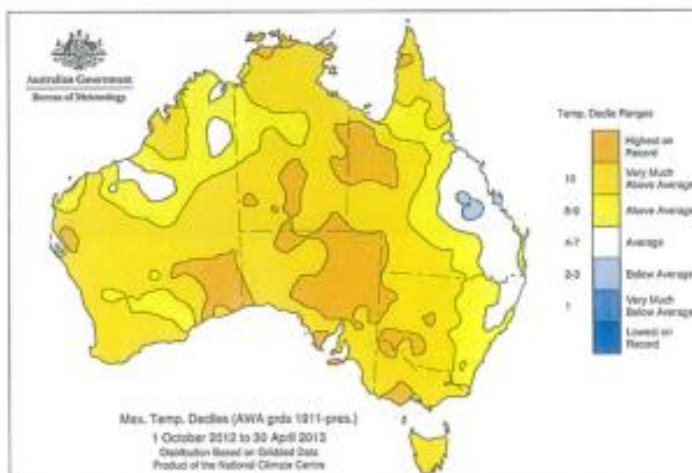 Australian Government
Bureau of Meteorology
Temp. Decile Ranges
Highest on
Record
10
Very Much
Above Average
8-9
Above Average
4-7
Average
2-3
Below Average
1
Very Much
Below Average
Lowest on
Record
Max. Temp. Deciles (AWA grds 1911-pres.)
1 October 2012 to 30 April 2013
Distribution Based on Gridded Data
Product of the National Climate Centre